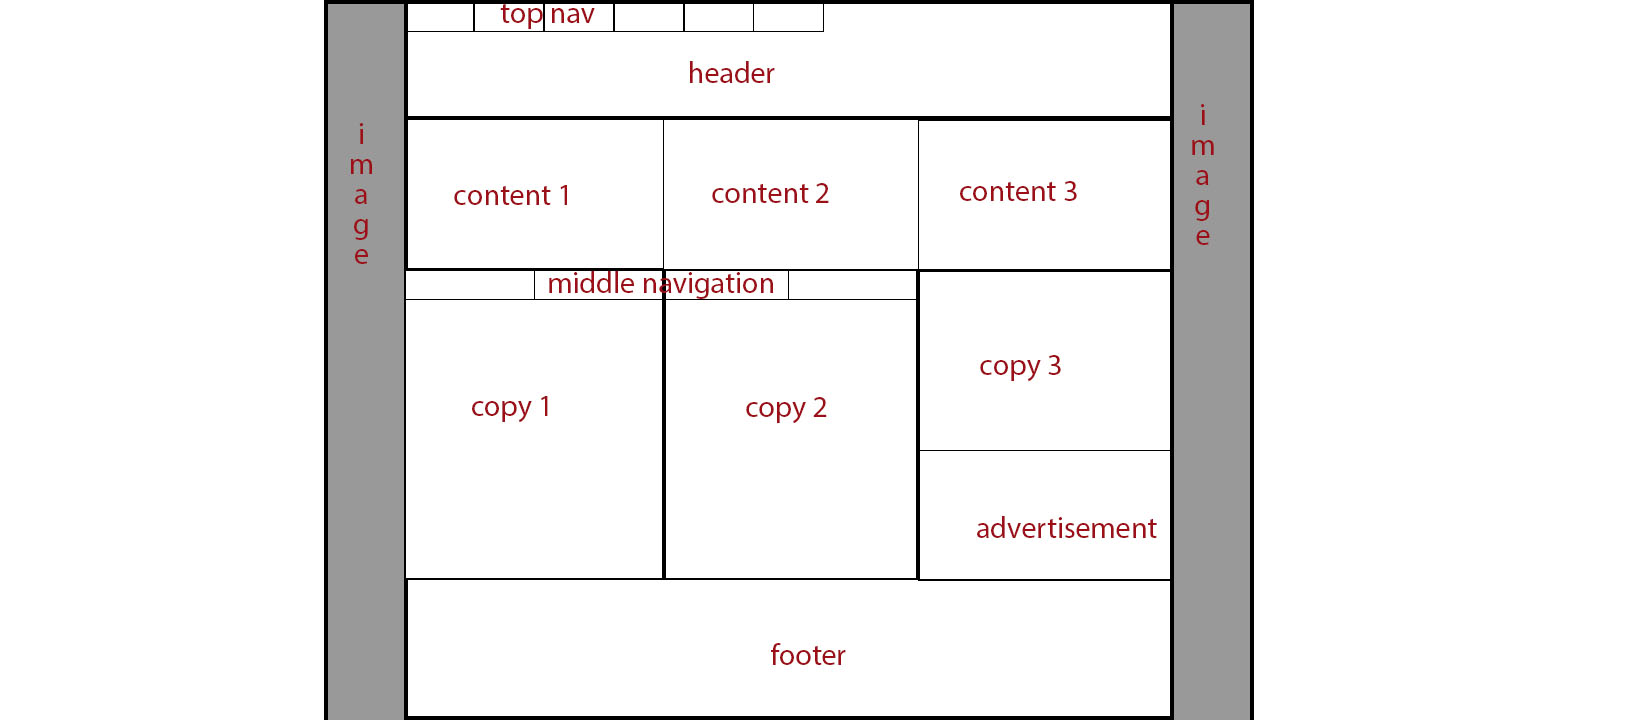 top nav
header
i
m
a
g
e
i
m
a
g
e
content 1
content 2
content 3
middle navigation
copy 1
copy 2
copy 3
advertisement
footer